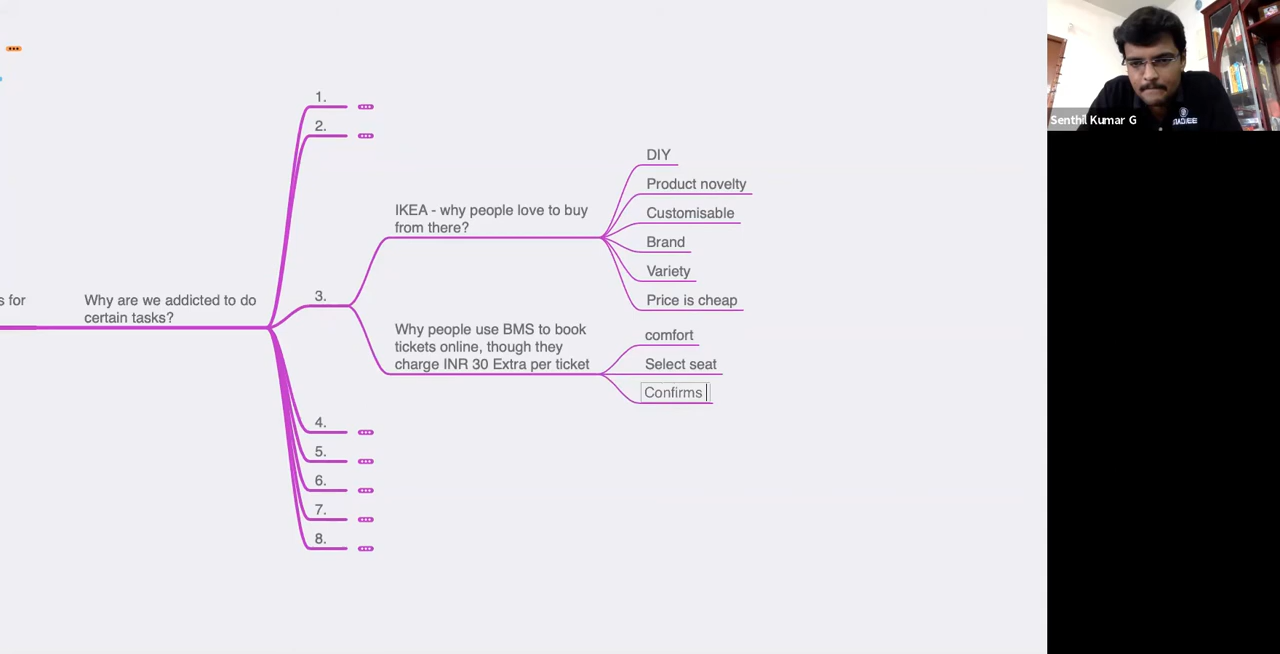 1.
2.
DIY
Product novelty
IKEA - why people love to buy
from there?
Customisable
Brand
Variety
Price is cheap
s for
Why are we addicted to do
certain tasks?
3.
Why people use BMS to book
tickets online, though they
charge INR 30 Extra per ticket
comfort
Select seat
Confirms
4.
5.
6.
7.
8.
Senthil Kumar G